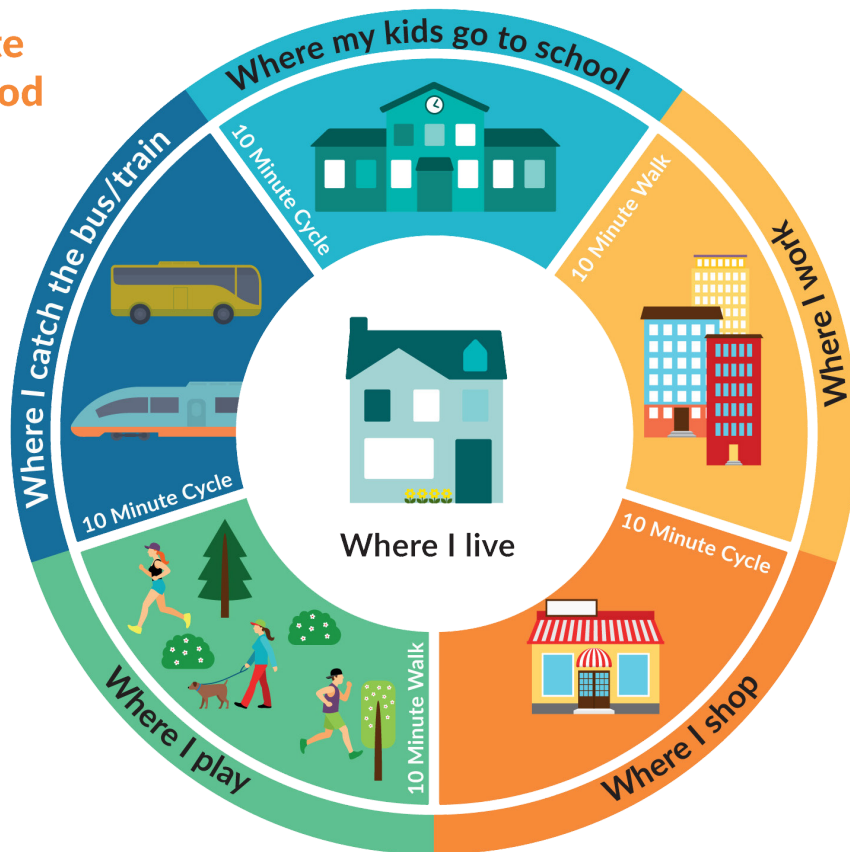 Where my kids go to school
10 Minute Cycle
10 Minute Walk
Where I work
10 Minute Cycle
Where I shop
10 Minute Walk
Where I play
10 Minute Cycle
Where I catch the bus/train
Where I live